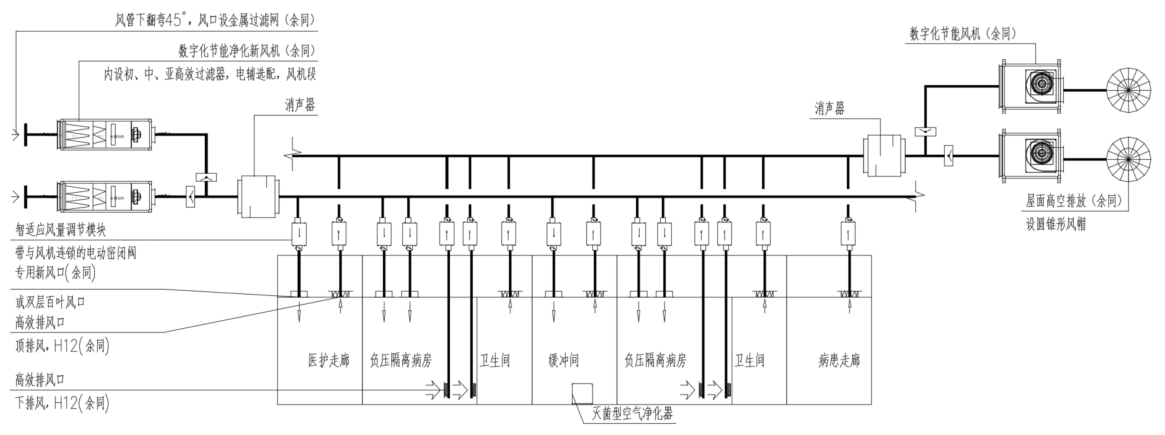 风管下翻弯45°，风口设金属过滤网（余同）
数字化节能净化新风机（余同）
内设初、中、亚高效过滤器，电辅选配，风机段
消声器
消声器
数字化节能风机（余同）
屋面高空排放（余同）
设圆锥形风帽
智适应风量调节模块
带与风机连锁的电动密闭阀
专用新风口(余同)
或双层百叶风口
高效排风口
顶排风，H12(余同)
高效排风口
下排风，H12(余同)
医护走廊
负压隔离病房
卫生间
缓冲间
负压隔离病房
卫生间
病患走廊
灭菌型空气净化器